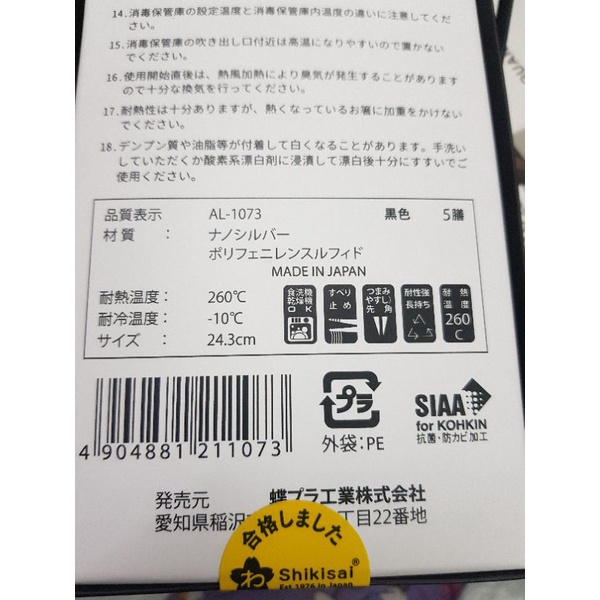 14.消毒保管庫の設定温度と消毒保管庫内温度の違いに注意してくだ
さい。
15.消毒保管庫の吹き出し口付近は高温になりやすいので置かない
でください。
16.使用開始直後は、熱風加熱により臭気が発生することがあります
ので十分な換気を行ってください。
17.耐熱性は十分ありますが、熱くなっているお箸に加重をかけない
でください。
18.デンプン質や油脂等が付着して白くなることがあります。手洗い
していただくか酸素系漂白剤に浸漬して漂白後十分にすすいでご
使用ください。
品質表示 AL-1073 黒色 5膳
材質 : ナノシルバー
ポリフェニレンスルフィド
MADE IN JAPAN
耐熱温度: 260℃
耐冷温度: -10℃
サイズ : 24.3cm
食洗機
乾燥機
OK
すべり
止め
つまみ
やすい
先角
耐性強
長持ち
耐熱
温度
260
C
4 904881 211073
プラ
外袋:PE
SIAA
for KOHKIN
抗菌・防カビ加工
発売元 蝶プラ工業株式会社
愛知県稲沢 丁目22番地
合格しました
わ Shikisai®
Est 1976 in Japan